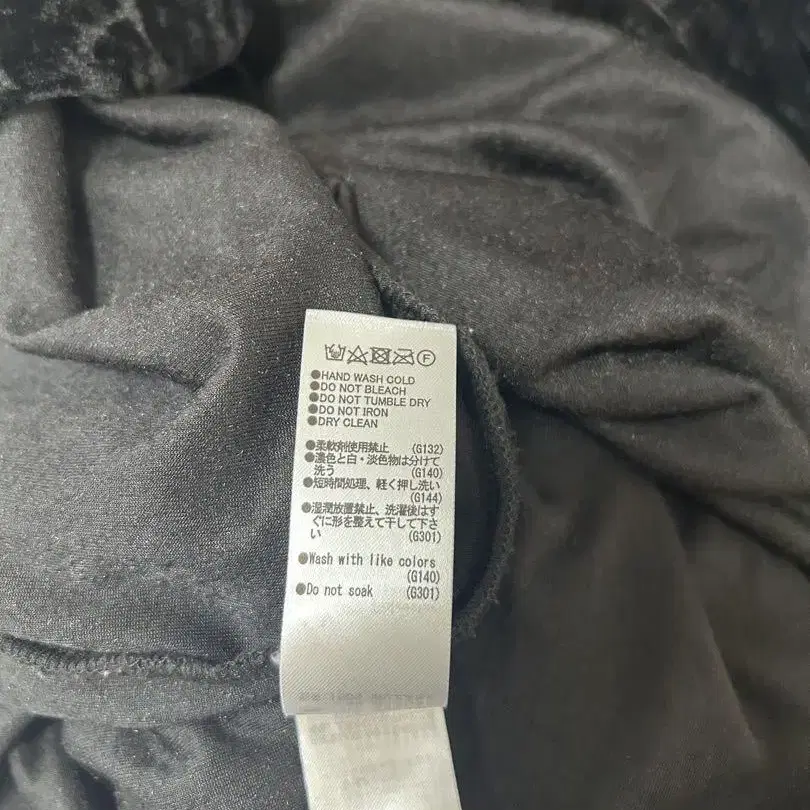 F
●HAND WASH COLD
●DO NOT BLEACH
●DO NOT TUMBLE DRY
●DO NOT IRON
●DRY CLEAN
●柔軟剤使用禁止 (G132)
●濃色と白・淡色物は分けて
洗う (G140)
●短時間処理、軽く押し洗い
(G144)
●湿潤放置禁止、洗濯後はす
ぐに形を整えて干して下さ
い (G301)
●Wash with like colors
(G140)
●Do not soak (G301)